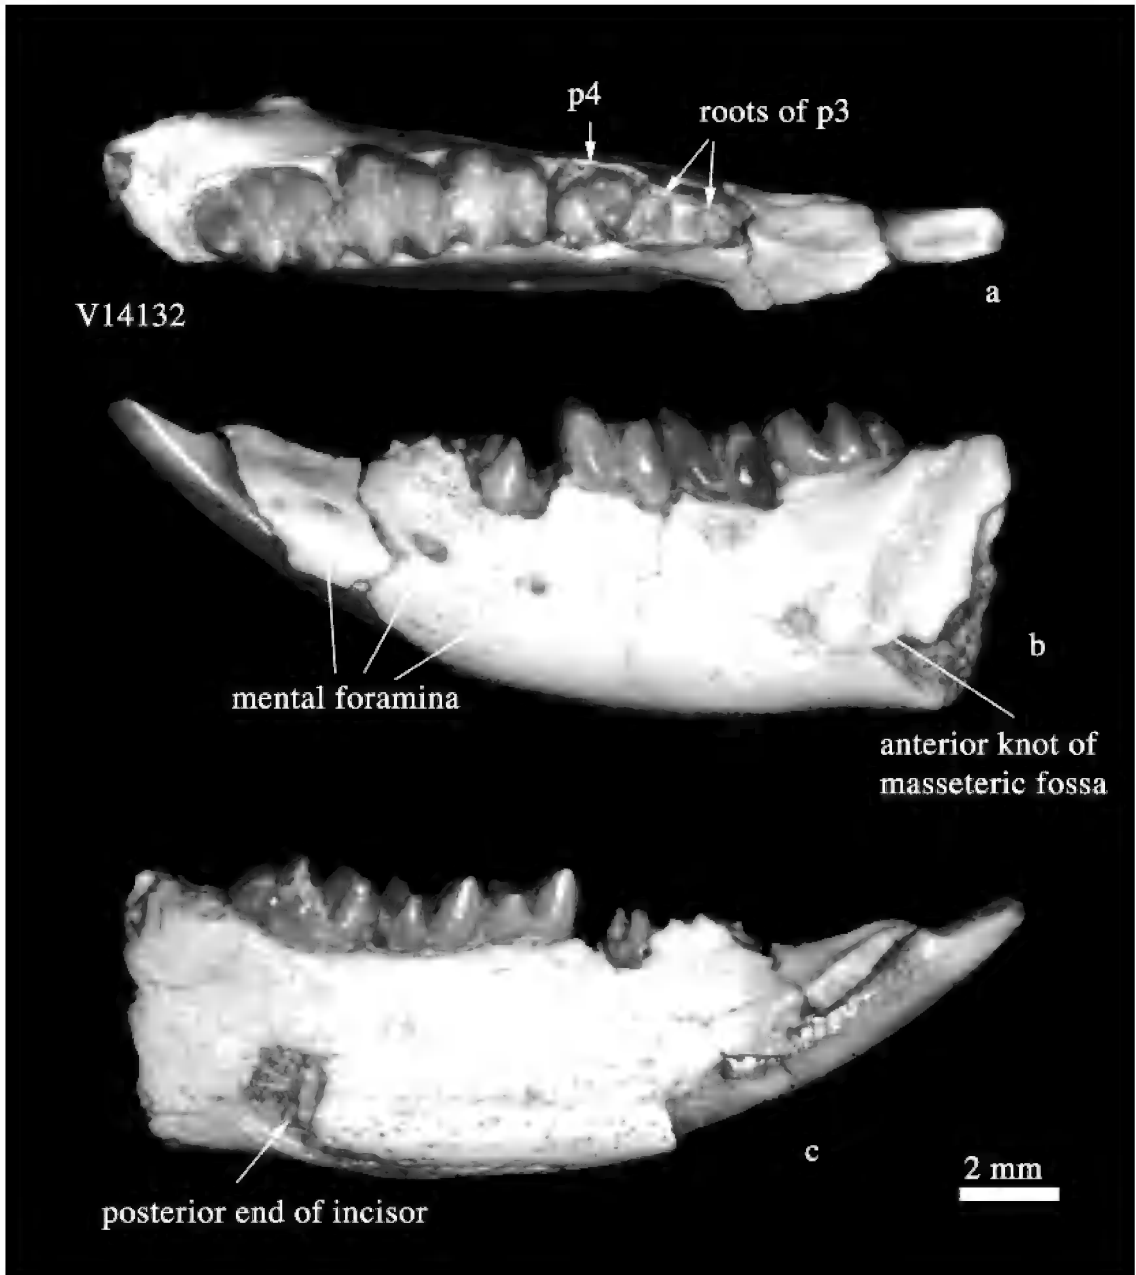 p4
roots of p3
a
V14132
b
mental foramina
anterior knot of
masseteric fossa
c
2 mm
posterior end of incisor